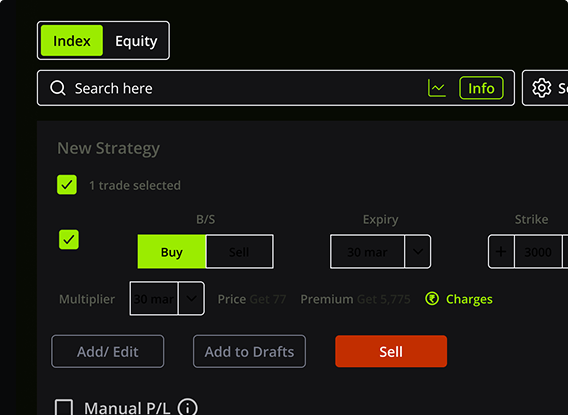 Index Equity
Search here Info
New Strategy
1 trade selected
B/S Expiry Strike
Buy Sell 30 mar + 3000
Multiplier 30 mar Price Get 77 Premium Get 5,775 Charges
Add/ Edit Add to Drafts Sell
Manual P/L